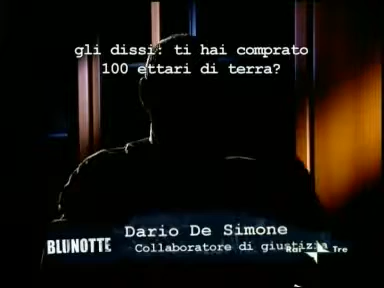 gli dissi: ti hai comprato
100 ettari di terra?
Dario De Simone
BLUNOTTE
Collaboratore di giustizia
Rai Tre